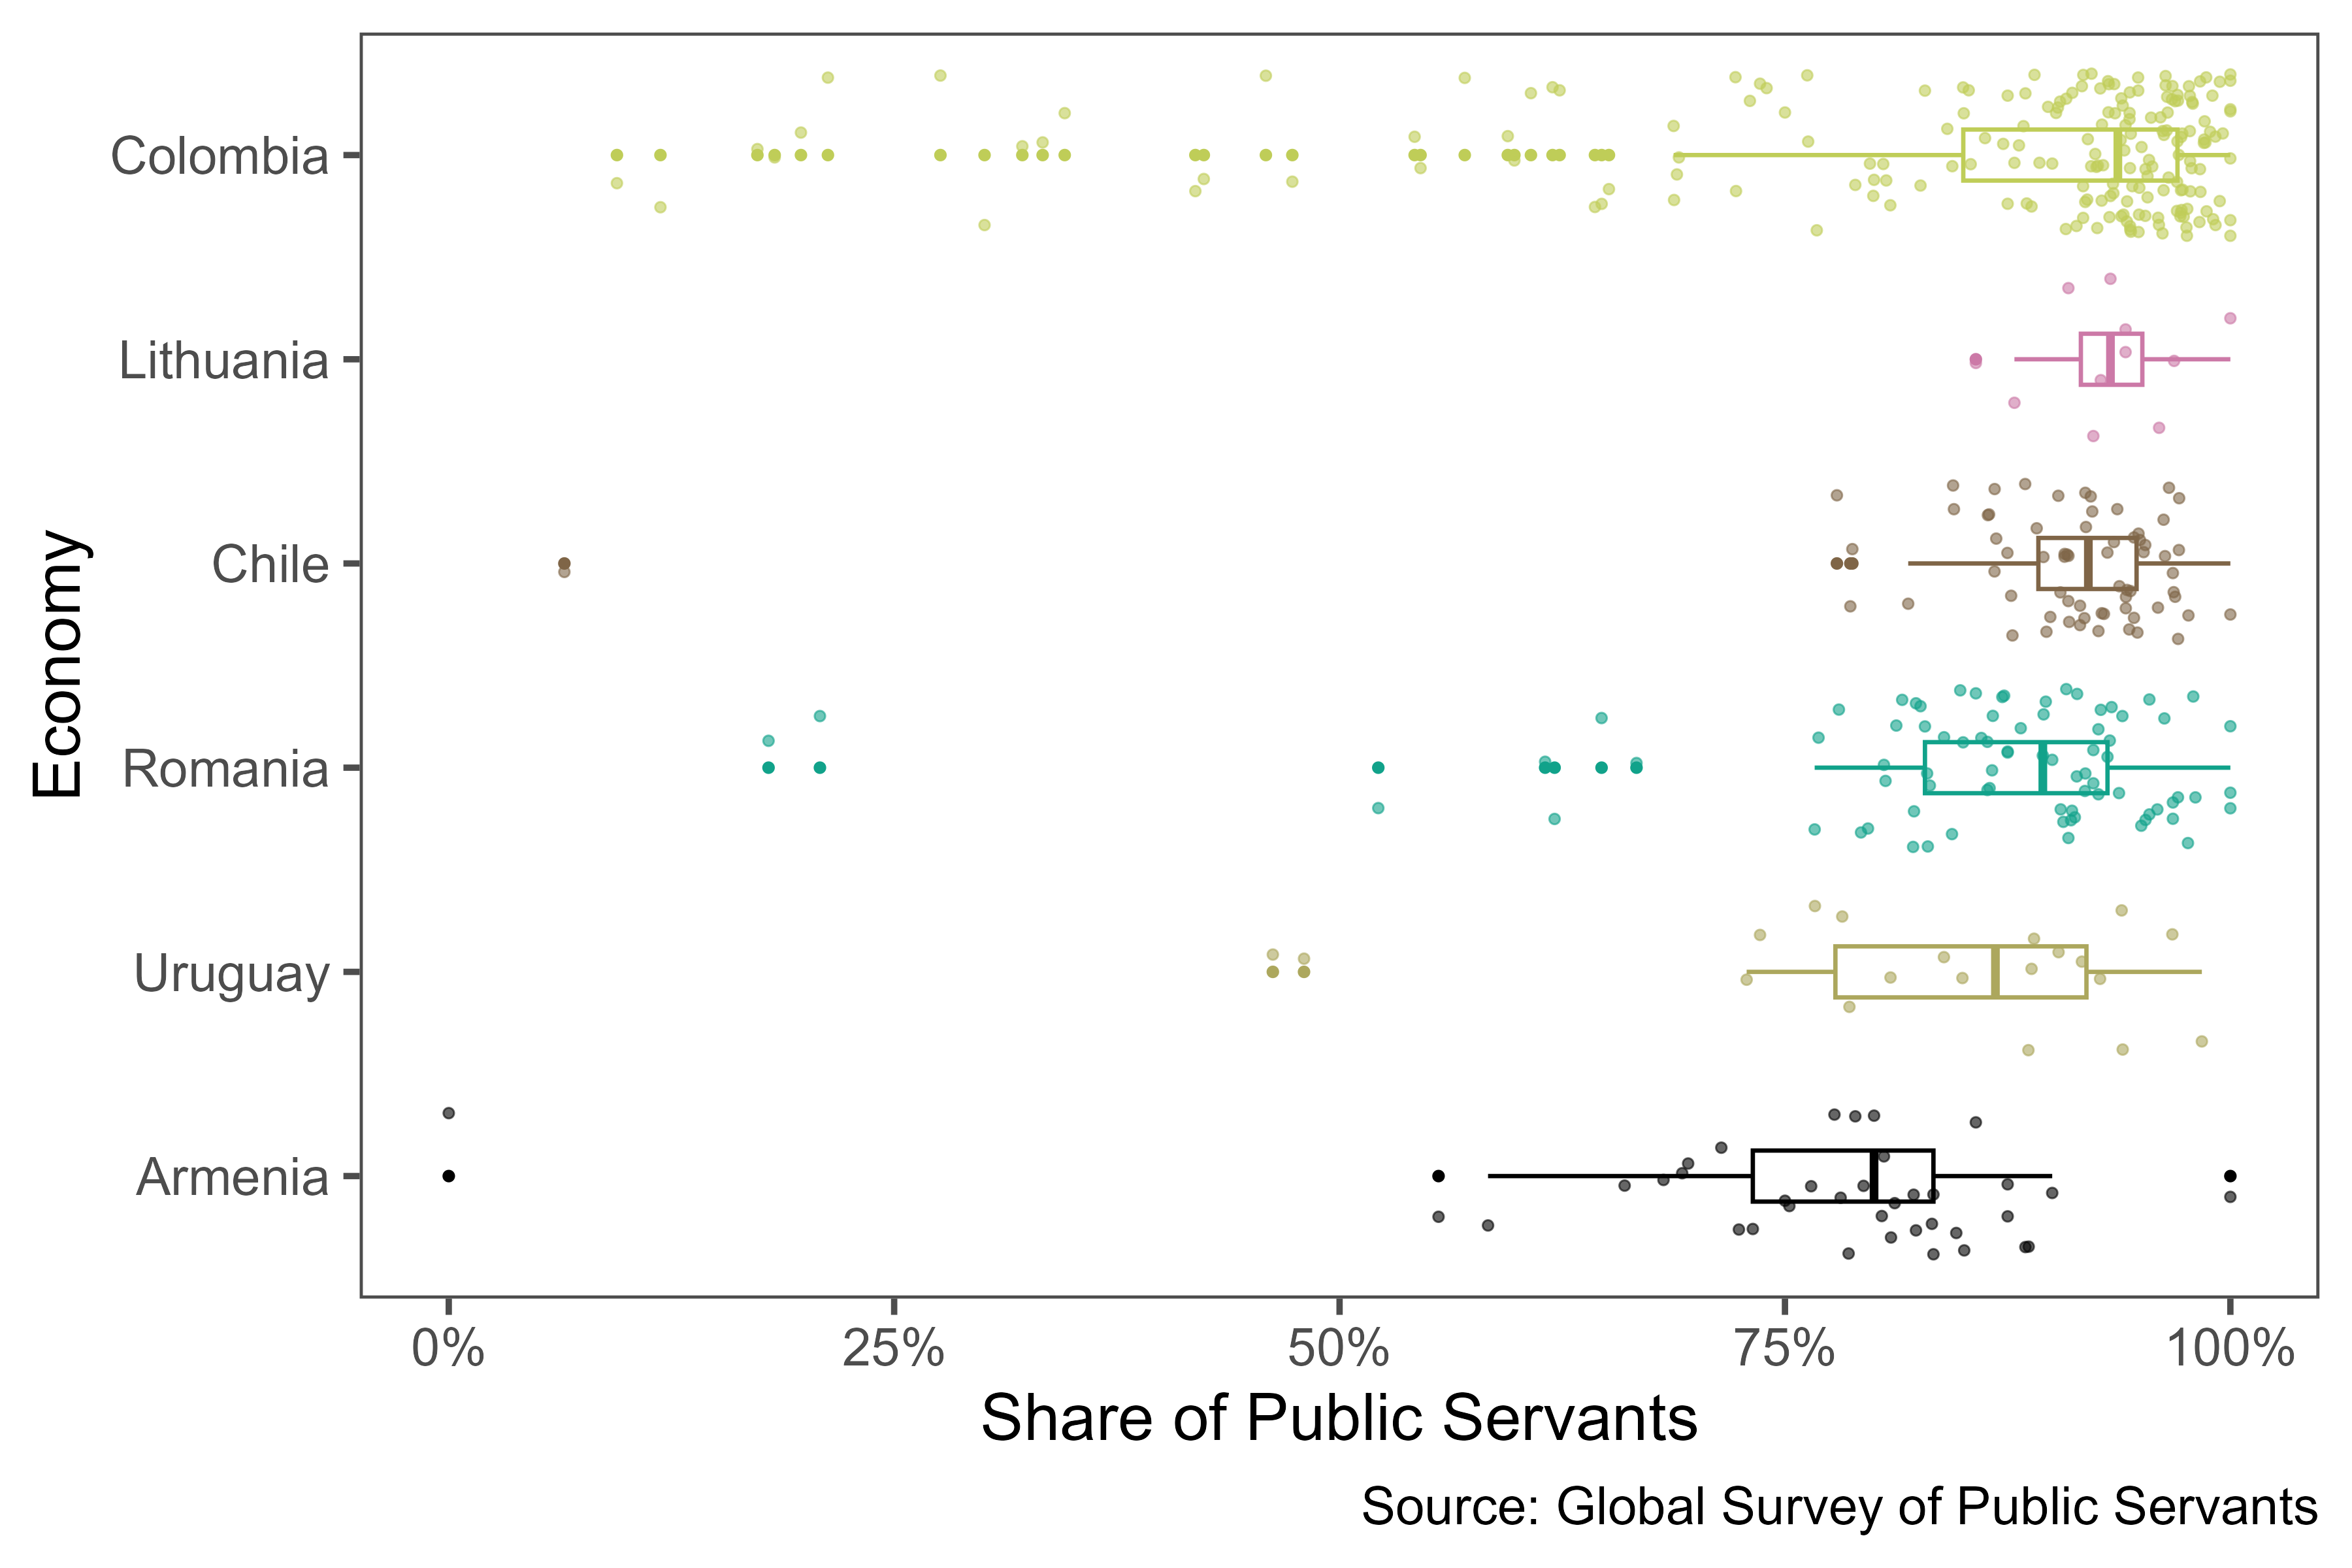 Economy
Colombia
Lithuania
Chile
Romania
Uruguay
Armenia
0% 25% 50% 75% 100%
Share of Public Servants
Source: Global Survey of Public Servants